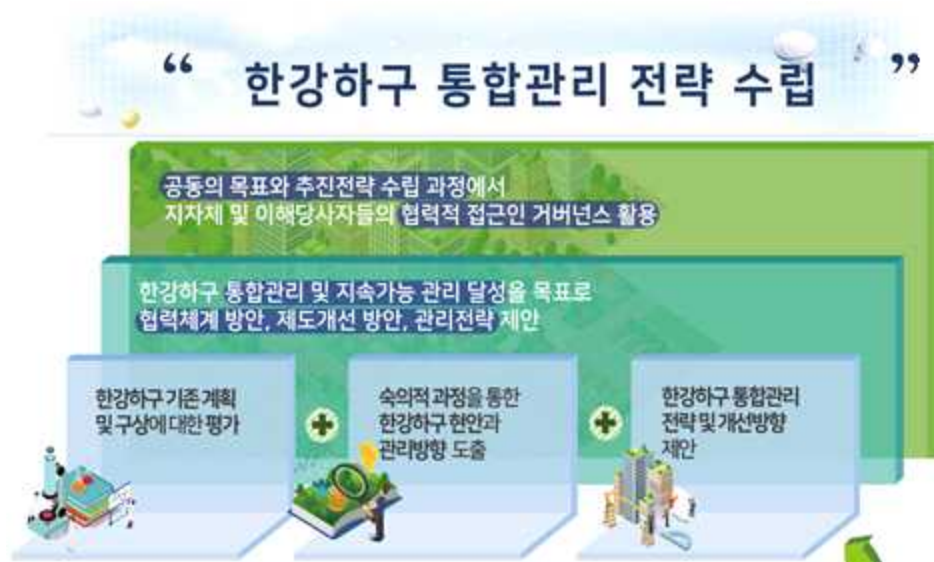 “ 한강하구 통합관리 전략 수립 ”
공동의 목표와 추진전략 수립 과정에서
지자체 및 이해당사자들의 협력적 접근인 거버넌스 활용
한강하구 통합관리 및 지속가능 관리 달성을 목표로
협력체계 방안, 제도개선 방안, 관리전략 제안
한강하구 기존 계획
및 구상에 대한 평가
숙의적 과정을 통한
한강하구 현안과
관리방향 도출
한강하구 통합관리
전략 및 개선방향
제안